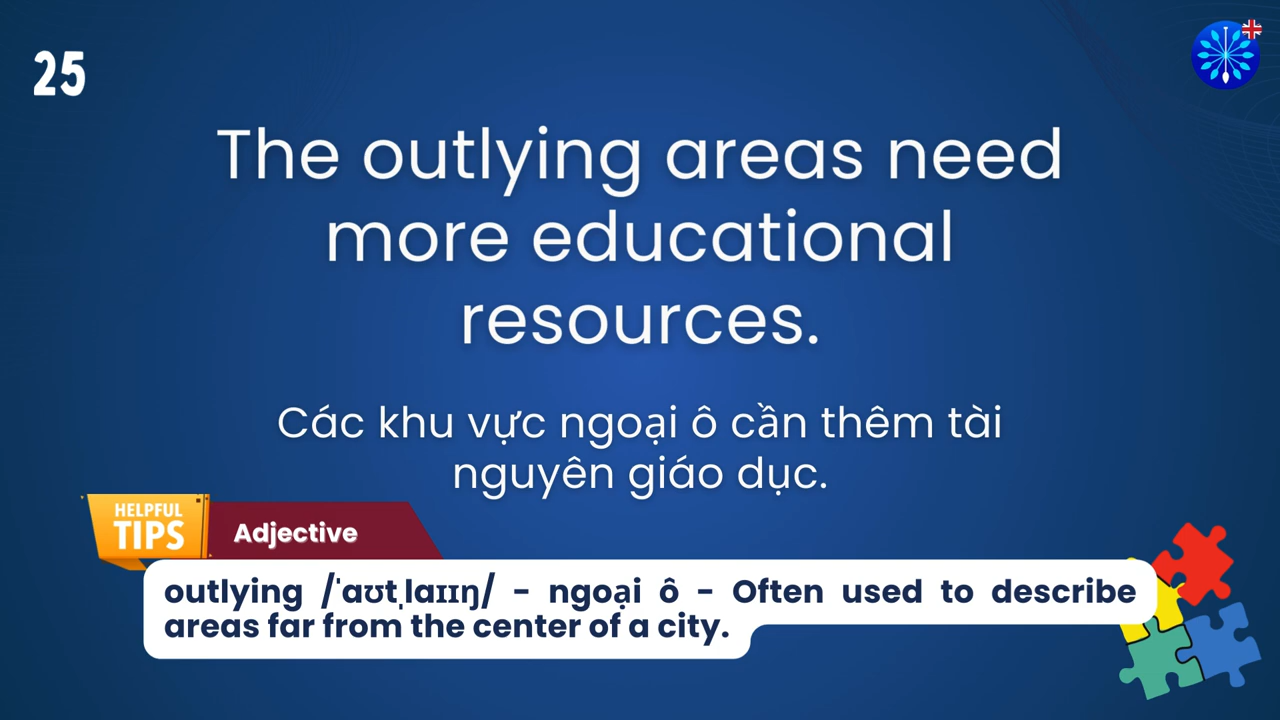 25
The outlying areas need
more educational
resources.
Các khu vực ngoại ô cần thêm tài
nguyên giáo dục.
HELPFUL
TIPS
Adjective
outlying /ˈaʊtˌlaɪɪŋ/ - ngoại ô - Often used to describe
areas far from the center of a city.